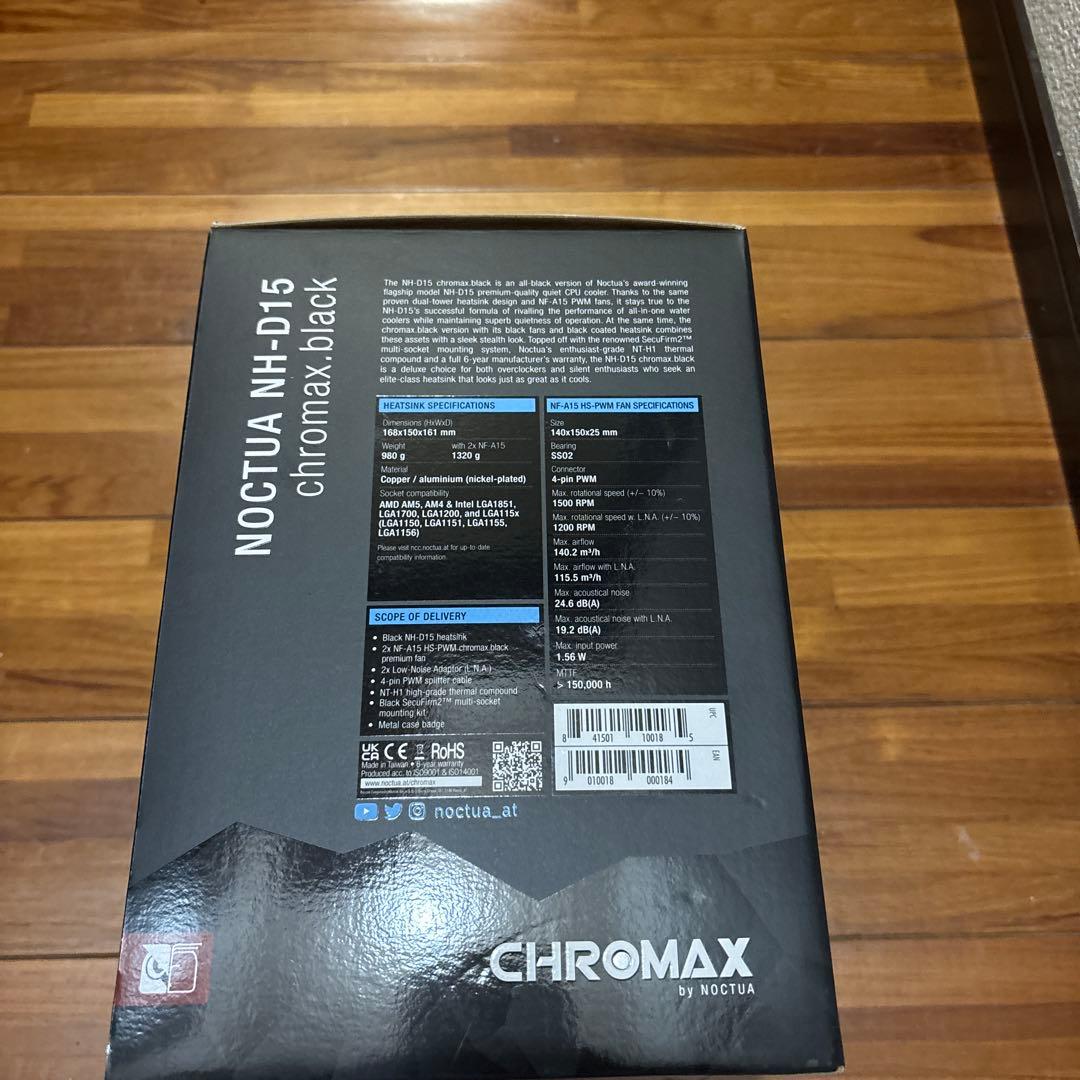 NOCTUA NH-D15
chromax.black
The NH-D15 chromax.black is an all-black version of Noctua's award-winning
flagship model NH-D15 premium-quality quiet CPU cooler. Thanks to the same
proven dual-tower heatsink design and NF-A15 PWM fans, it stays true to the
NH-D15's successful formula of rivalling the performance of all-in-one water
coolers while maintaining superb quietness of operation. At the same time, the
chromax.black version with its black fans and black coated heatsink combines
these assets with a sleek stealth look. Topped off with the renowned SecuFirm2™
multi-socket mounting system, Noctua's enthusiast-grade NT-H1 thermal
compound and a full 6-year manufacturer's warranty, the NH-D15 chromax.black
is a deluxe choice for both overclockers and silent enthusiasts who seek an
elite-class heatsink that looks just as great as it cools.
HEATSINK SPECIFICATIONS
Dimensions (HxWxD)
168x150x161 mm
Weight with 2x NF-A15
980 g 1320 g
Material
Copper / aluminium (nickel-plated)
Socket compatibility
AMD AM5, AM4 & Intel LGA1851,
LGA1700, LGA1200, and LGA115x
(LGA1150, LGA1151, LGA1155,
LGA1156)
Please visit ncc.noctua.at for up-to-date
compatibility information.
SCOPE OF DELIVERY
• Black NH-D15 heatsink
• 2x NF-A15 HS-PWM chromax.black
premium fan
• 2x Low-Noise Adaptor (L.N.A.)
• 4-pin PWM splitter cable
• NT-H1 high-grade thermal compound
• Black SecuFirm2™ multi-socket
mounting kit
• Metal case badge
NF-A15 HS-PWM FAN SPECIFICATIONS
Size
140x150x25 mm
Bearing
SSO2
Connector
4-pin PWM
Max. rotational speed (+/- 10%)
1500 RPM
Max. rotational speed w. L.N.A. (+/- 10%)
1200 RPM
Max. airflow
140.2 m³/h
Max. airflow with L.N.A.
115.5 m³/h
Max. acoustical noise
24.6 dB(A)
Max. acoustical noise with L.N.A.
19.2 dB(A)
Max. input power
1.56 W
MTTF
> 150,000 h
UK
CA CE RoHS
Made in Taiwan • 6-year warranty
Produced acc. to ISO9001 & ISO14001
www.noctua.at/chromax
8 41501 10018 5
UPC
9 010018 000184
EAN
noctua_at
CHROMAX
by NOCTUA